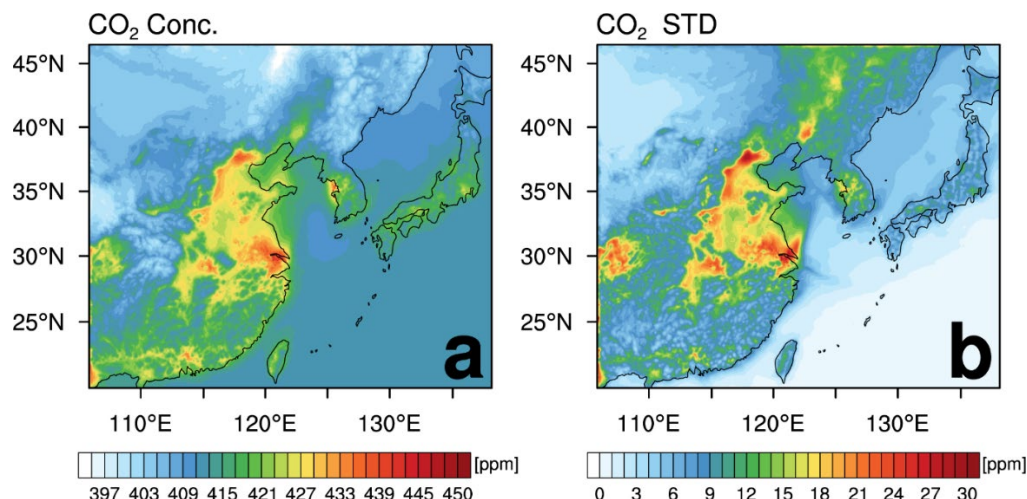 CO₂ Conc.
45°N
40°N
35°N
30°N
25°N
110°E 120°E 130°E
a
397 403 409 415 421 427 433 439 445 450 [ppm]
CO₂ STD
45°N
40°N
35°N
30°N
25°N
110°E 120°E 130°E
b
0 3 6 9 12 15 18 21 24 27 30 [ppm]